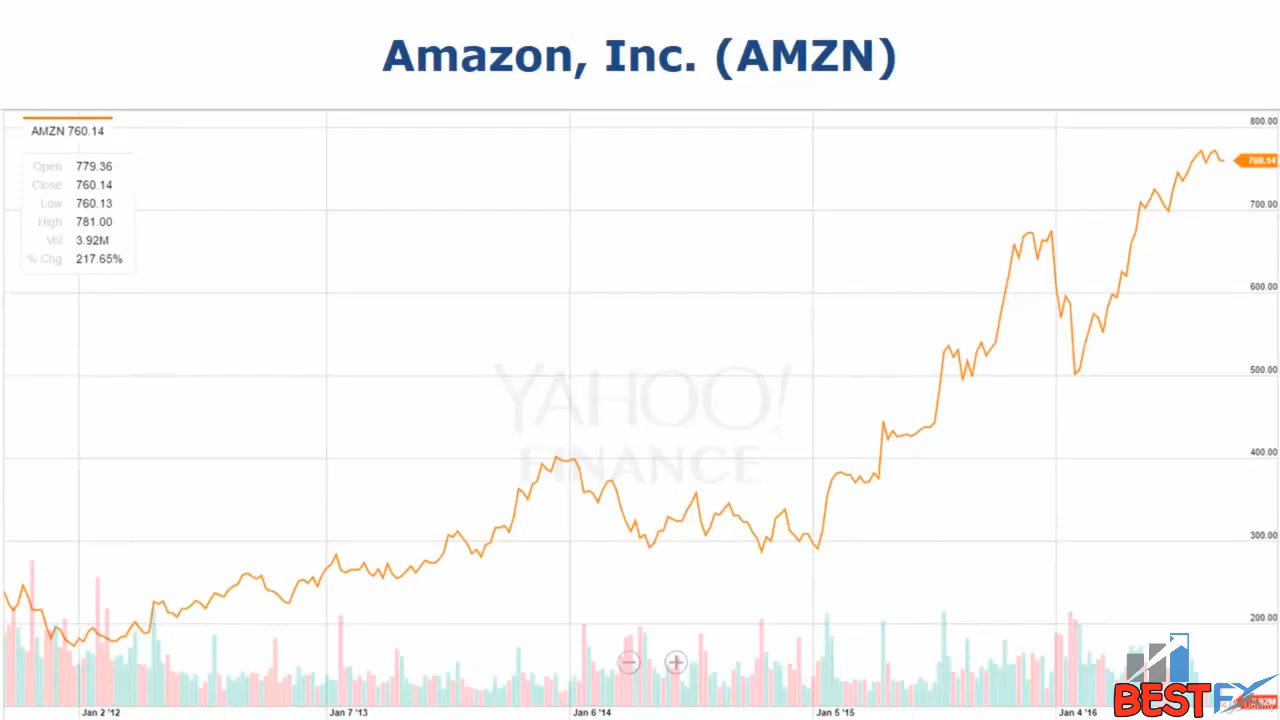 Amazon, Inc. (AMZN)
AMZN 760.14
Open 779.36
Close 760.14
Low 760.13
High 781.00
Vol 3.92M
% Chg 217.65%
800.00
760.14
700.00
600.00
500.00
YAHOO!
FINANCE
400.00
300.00
200.00
Jan 2 '12
Jan 7 '13
Jan 6 '14
Jan 5 '15
Jan 4 '16
BESTFX
Udemy